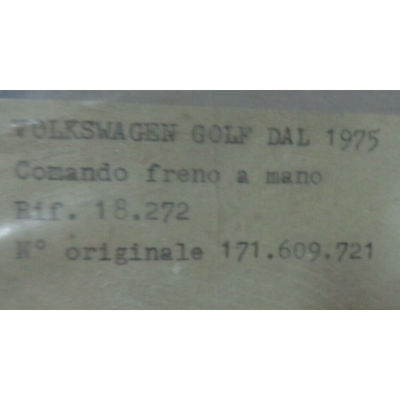 VOLKSWAGEN GOLF DAL 1975
Comando freno a mano
Rif. 18.272
N° originale 171.609.721